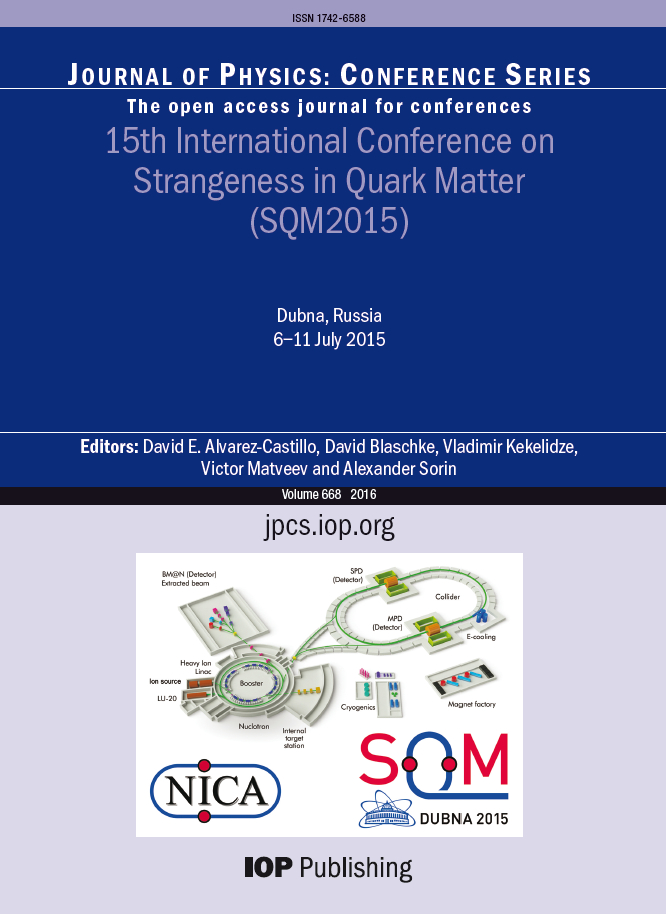 ISSN 1742-6588
JOURNAL OF PHYSICS: CONFERENCE SERIES
The open access journal for conferences
15th International Conference on
Strangeness in Quark Matter
(SQM2015)
Dubna, Russia
6–11 July 2015
Editors: David E. Alvarez-Castillo, David Blaschke, Vladimir Kekelidze,
Victor Matveev and Alexander Sorin
Volume 668 2016
jpcs.iop.org
BM@N (Detector)
Extracted beam
SPD
(Detector)
Collider
MPD
(Detector)
E-cooling
Heavy Ion
Linac
Ion source
LU-20
Booster
Nuclotron
Internal
target
station
Cryogenics
Magnet factory
NICA
SQM
DUBNA 2015
IOP Publishing